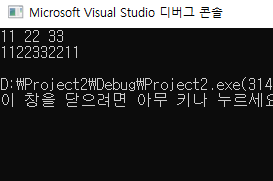 Microsoft Visual Studio 디버그 콘솔
11 22 33
1122332211
D:₩Project2₩Debug₩Project2.exe(314
이 창을 닫으려면 아무 키나 누르세요